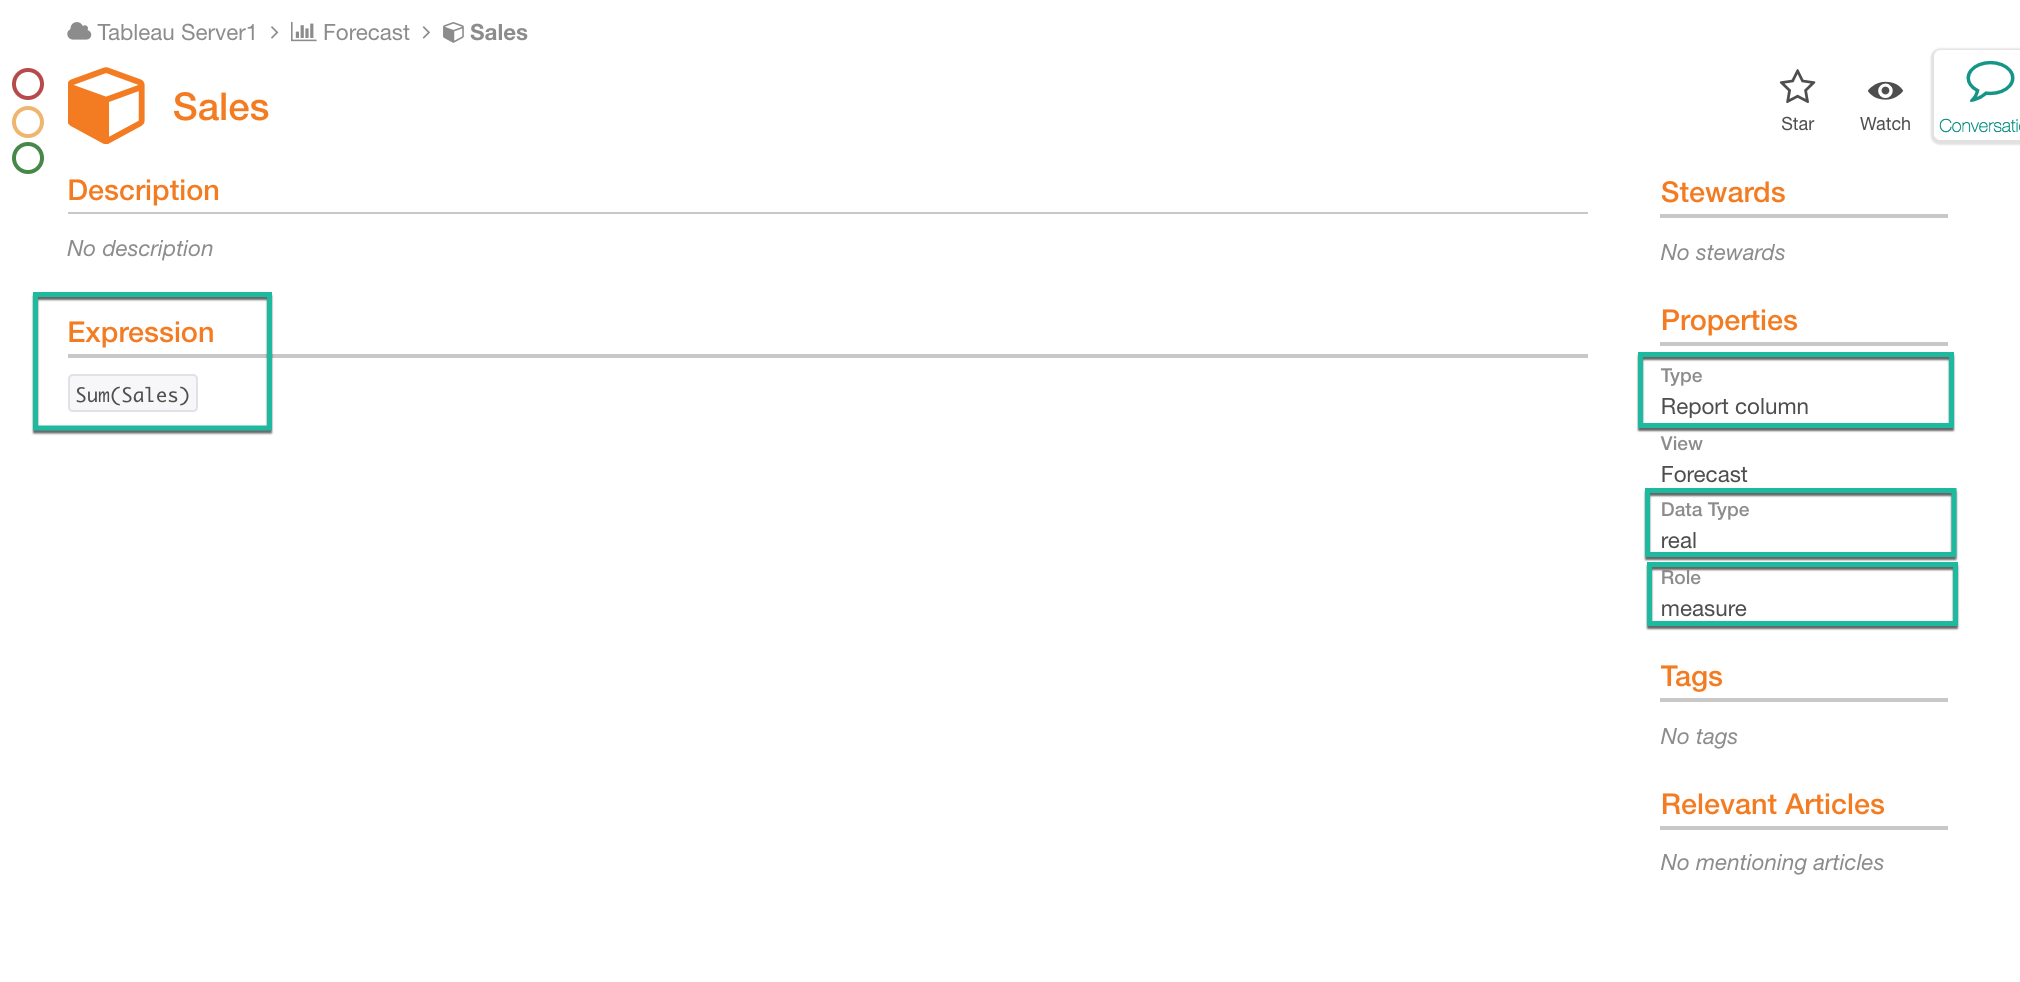 Tableau Server1 > Forecast > Sales
Sales
Star
Watch
Description
No description
Expression
Sum(Sales)
Stewards
No stewards
Properties
Type
Report column
View
Forecast
Data Type
real
Role
measure
Tags
No tags
Relevant Articles
No mentioning articles